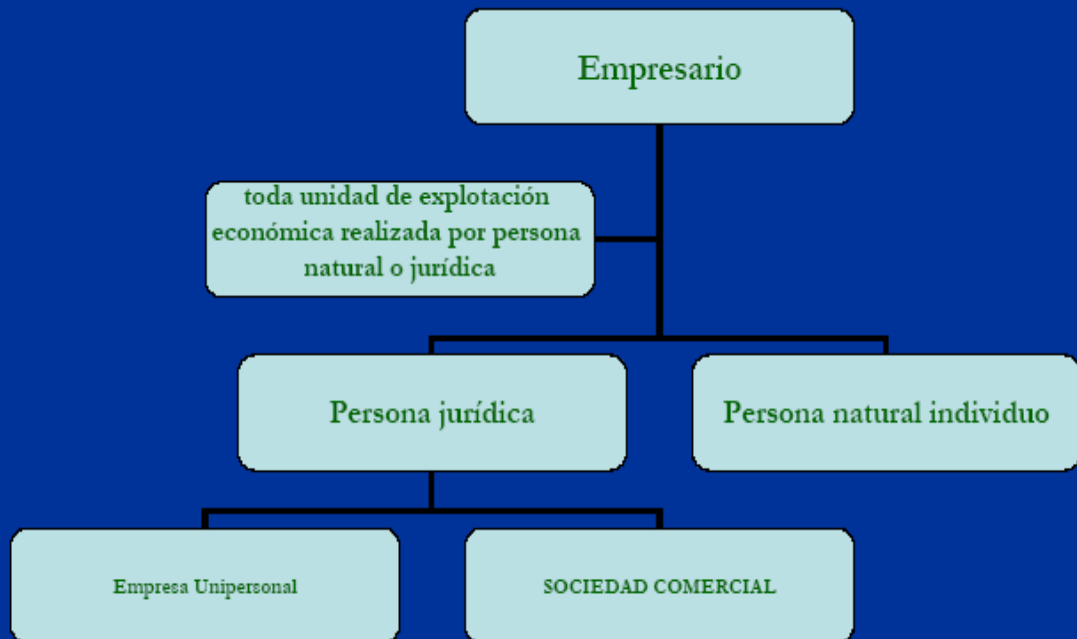 Empresario
toda unidad de explotación
económica realizada por persona
natural o jurídica
Persona jurídica
Persona natural individuo
Empresa Unipersonal
SOCIEDAD COMERCIAL